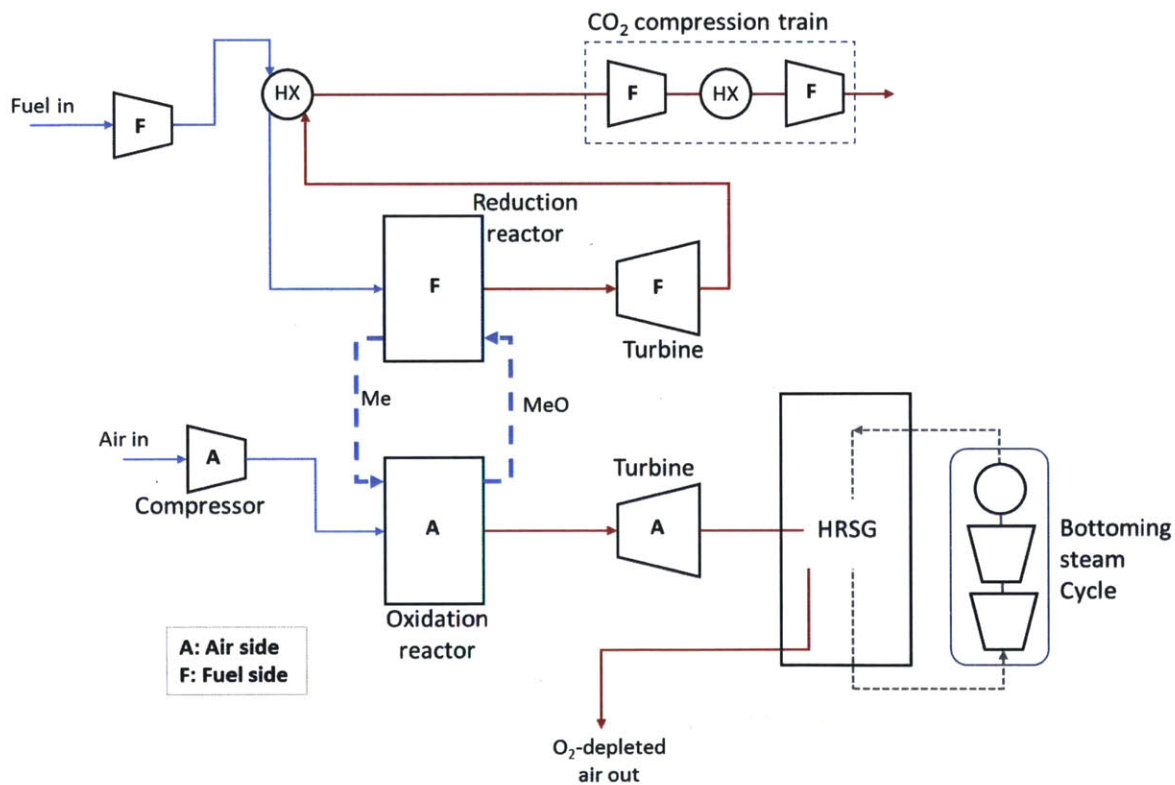 CO₂ compression train
Fuel in
F
HX
F
HX
F
Reduction
reactor
F
F
Turbine
Me
MeO
Air in
A
Compressor
Turbine
A
A
HRSG
Bottoming
steam
Cycle
Oxidation
reactor
A: Air side
F: Fuel side
O₂-depleted
air out